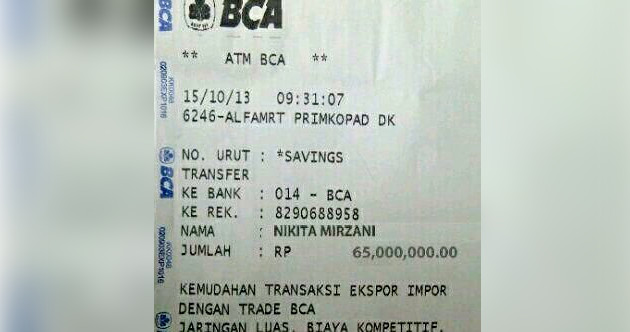 BCA
** ATM BCA **
15/10/13 09:31:07
6246-ALFAMRT PRIMKOPAD DK
NO. URUT : *SAVINGS
TRANSFER
KE BANK : 014 - BCA
KE REK. : 8290688958
NAMA : NIKITA MIRZANI
JUMLAH : RP 65,000,000.00
KEMUDAHAN TRANSAKSI EKSPOR IMPOR
DENGAN TRADE BCA
JARINGAN LUAS, BIAYA KOMPETITIF,
BCA
BCA